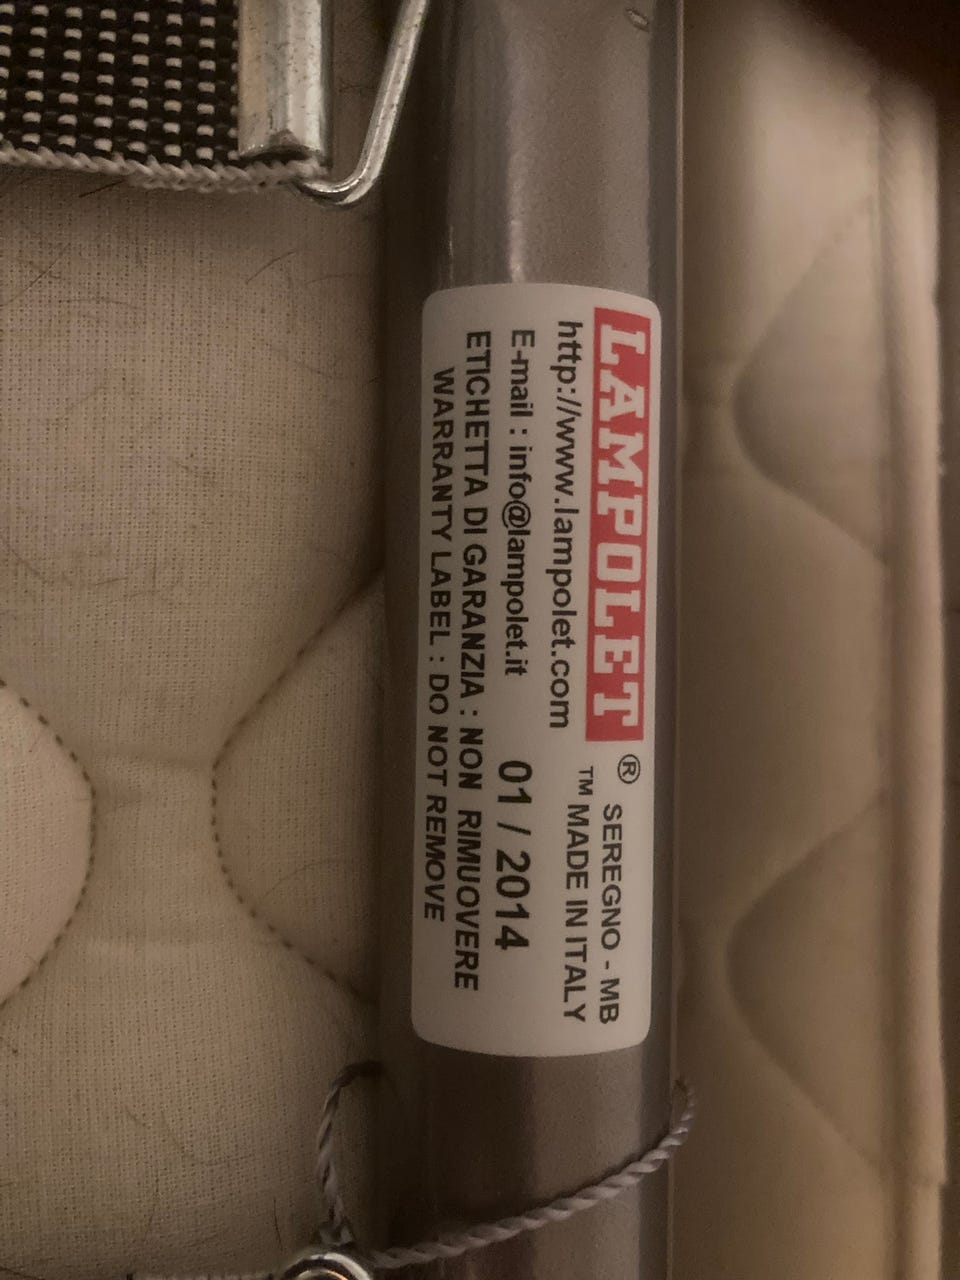 LAMPOLET ® SEREGNO - MB
™ MADE IN ITALY
http://www.lampolet.com
E-mail : info@lampolet.it 01 / 2014
ETICHETTA DI GARANZIA : NON RIMUOVERE
WARRANTY LABEL : DO NOT REMOVE